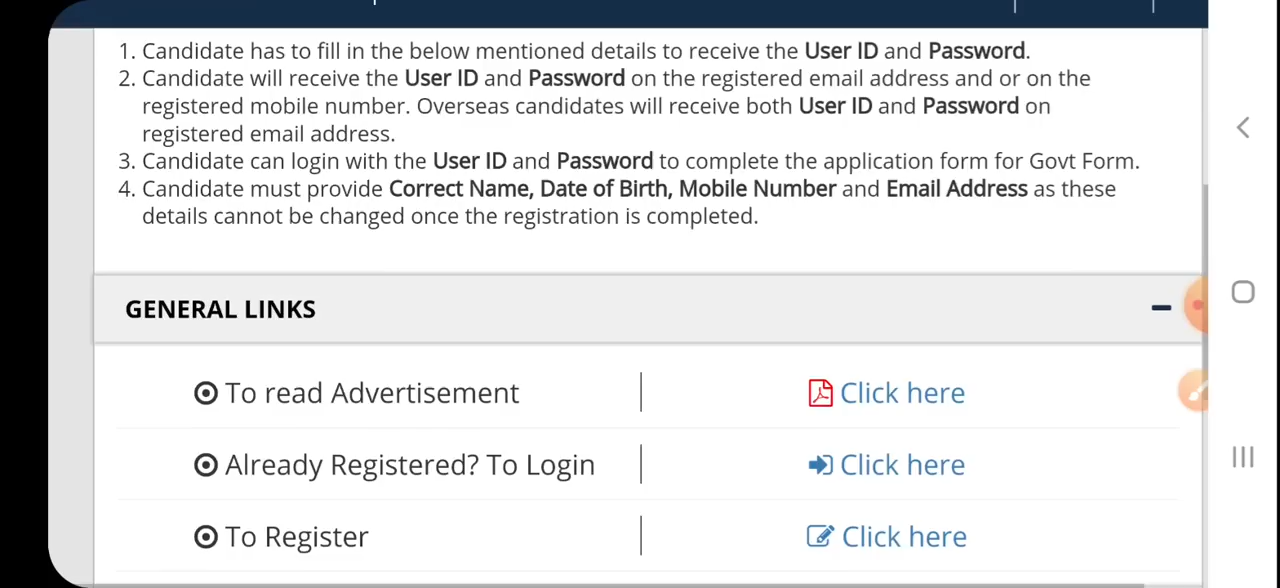 1. Candidate has to fill in the below mentioned details to receive the User ID and Password.
2. Candidate will receive the User ID and Password on the registered email address and or on the
registered mobile number. Overseas candidates will receive both User ID and Password on
registered email address.
3. Candidate can login with the User ID and Password to complete the application form for Govt Form.
4. Candidate must provide Correct Name, Date of Birth, Mobile Number and Email Address as these
details cannot be changed once the registration is completed.
GENERAL LINKS
To read Advertisement Click here
Already Registered? To Login Click here
To Register Click here